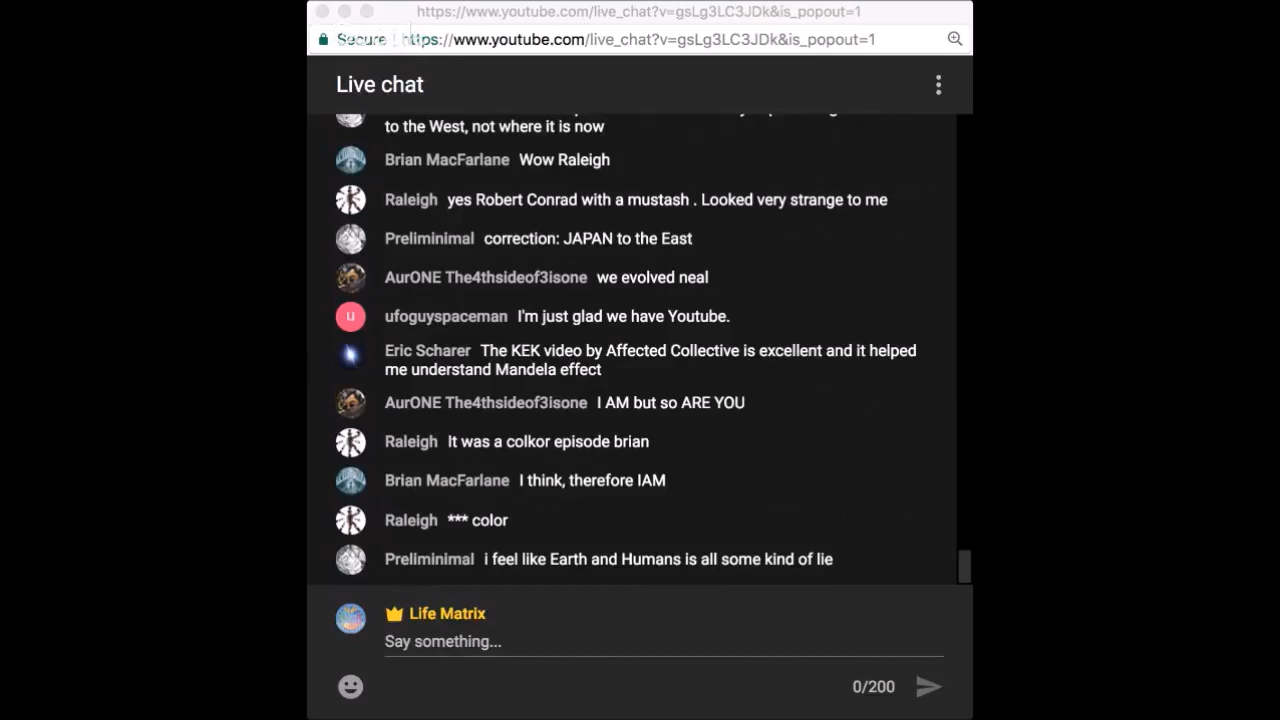 https://www.youtube.com/live_chat?v=gsLg3LC3JDk&is_popout=1
Secure https://www.youtube.com/live_chat?v=gsLg3LC3JDk&is_popout=1
Live chat
to the West, not where it is now
Brian MacFarlane Wow Raleigh
Raleigh yes Robert Conrad with a mustash . Looked very strange to me
Preliminimal correction: JAPAN to the East
AurONE The4thsideof3isone we evolved neal
u ufoguyspaceman I'm just glad we have Youtube.
Eric Scharer The KEK video by Affected Collective is excellent and it helped
me understand Mandela effect
AurONE The4thsideof3isone I AM but so ARE YOU
Raleigh It was a colkor episode brian
Brian MacFarlane I think, therefore IAM
Raleigh *** color
Preliminimal i feel like Earth and Humans is all some kind of lie
Life Matrix
Say something...
0/200